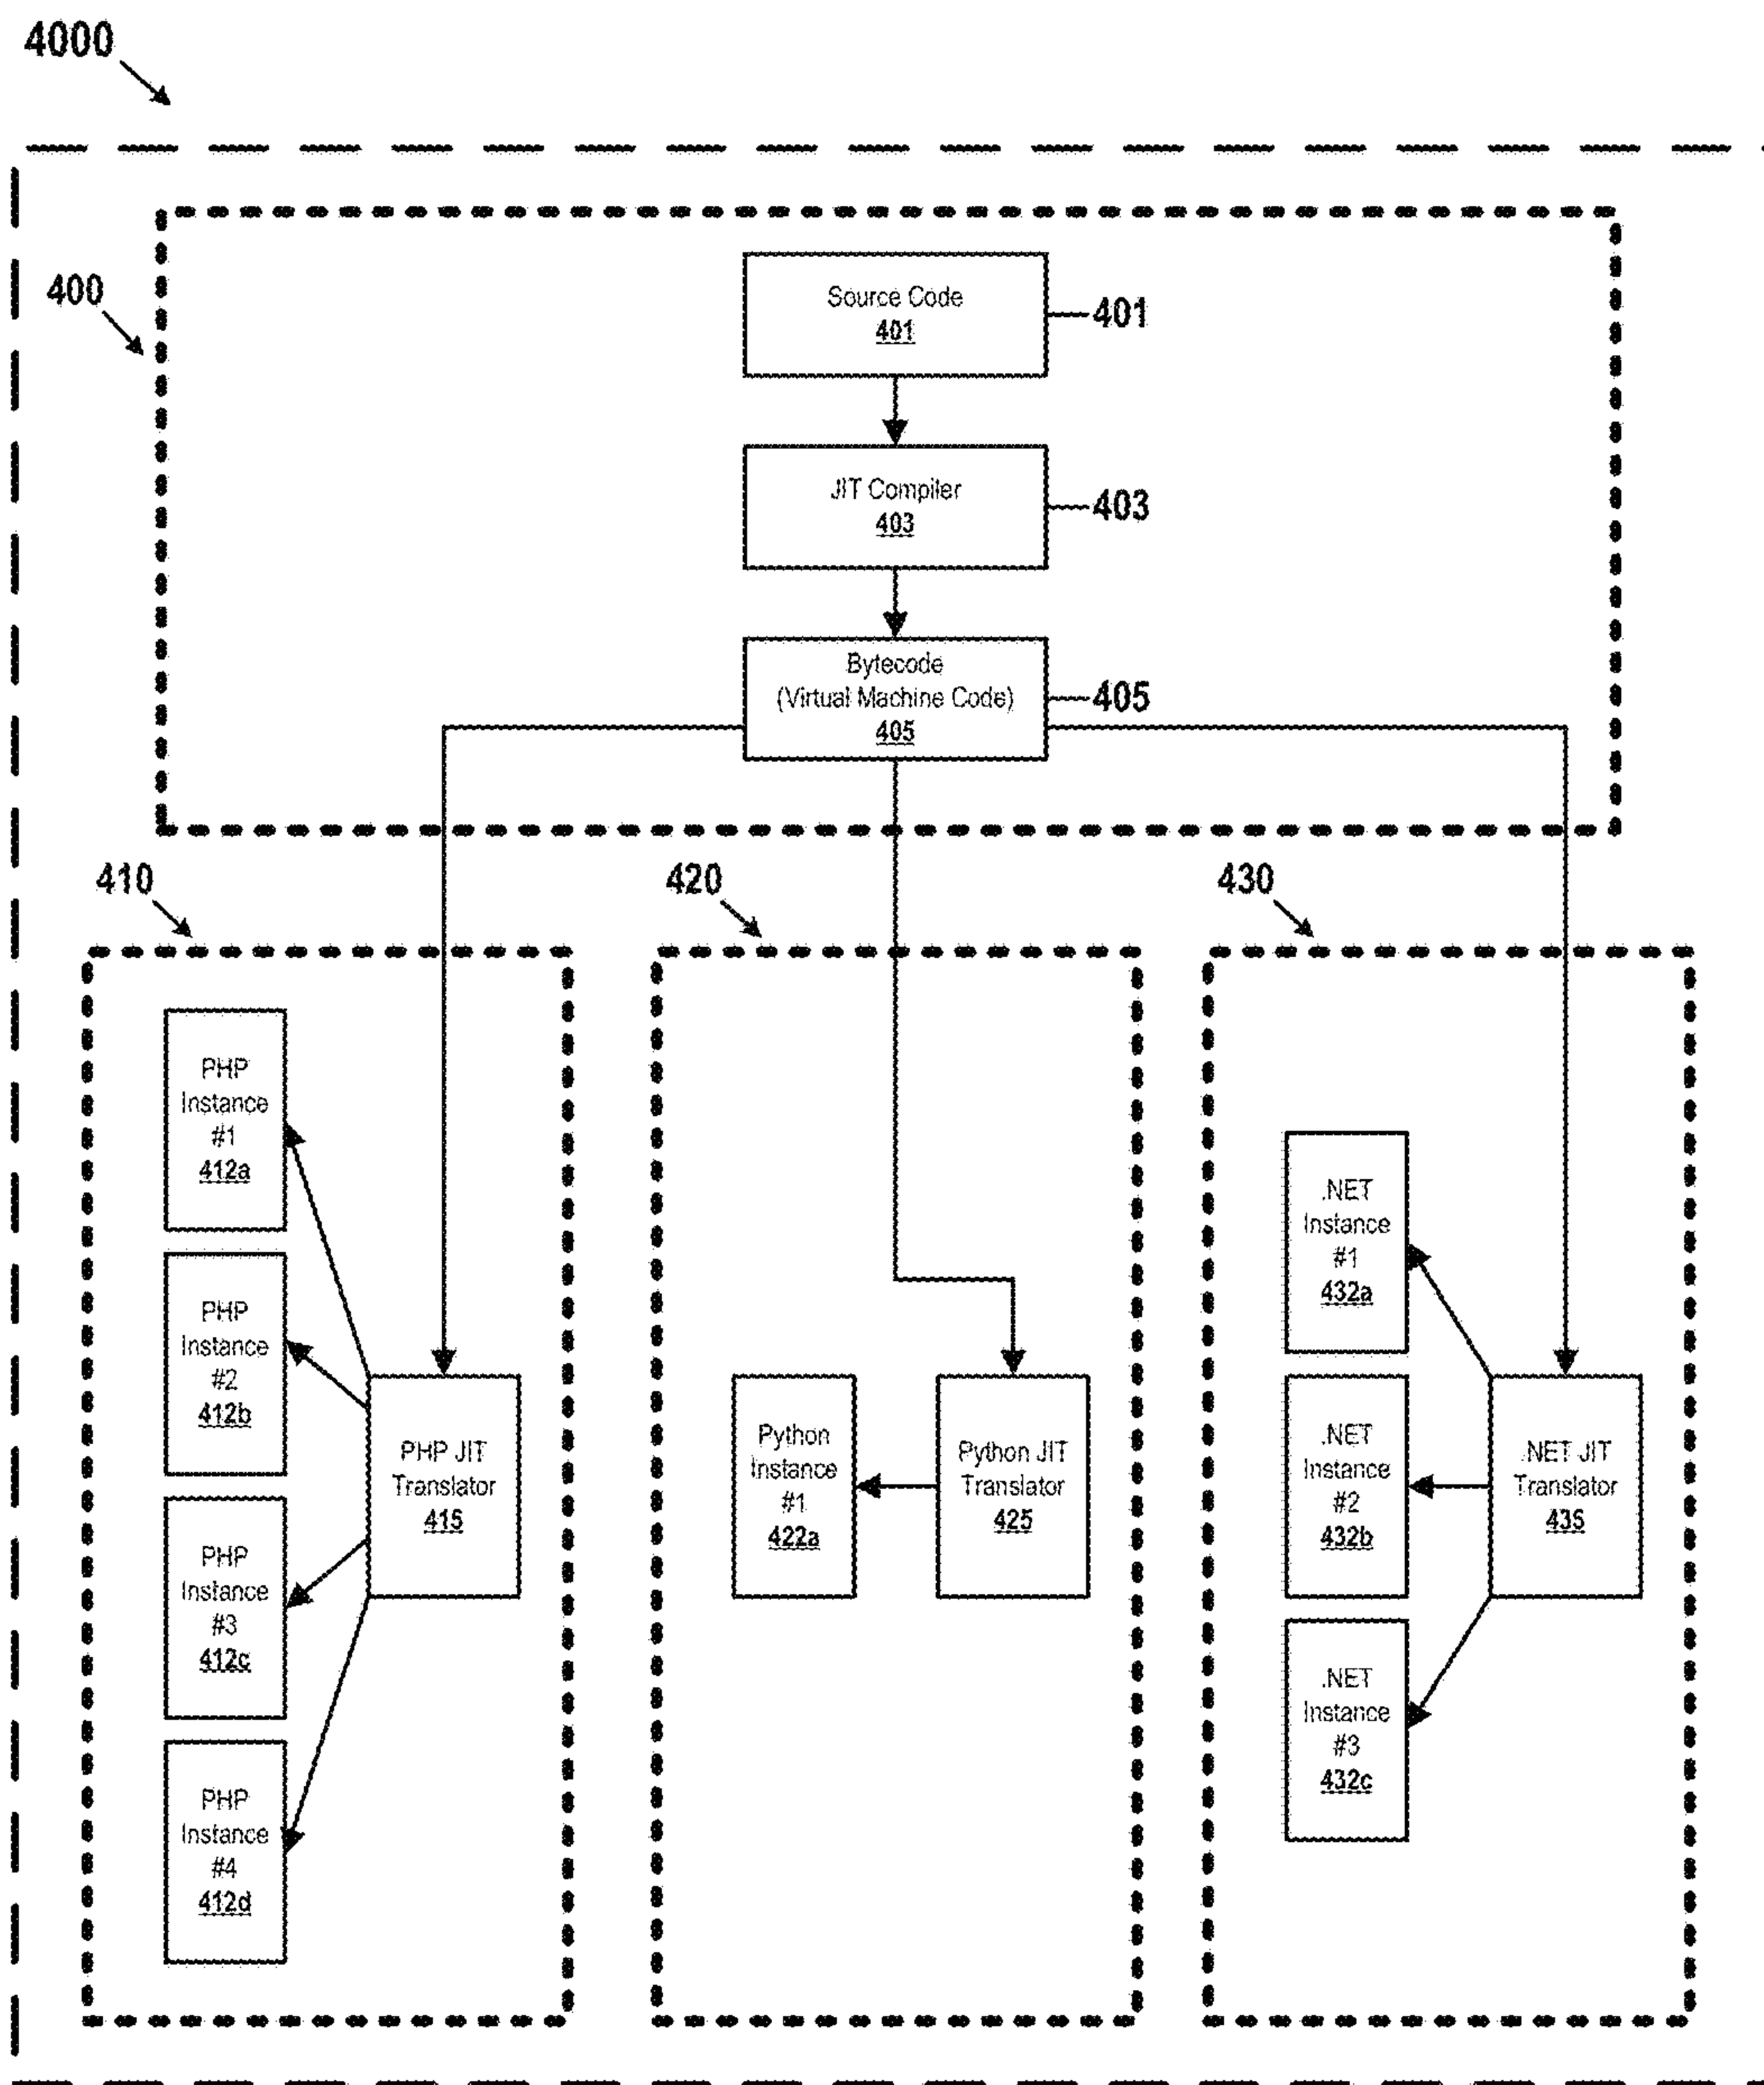 4000
400
Source Code
401
401
JIT Compiler
403
403
Bytecode
(Virtual Machine Code)
405
405
410
420
430
PHP
Instance
#1
412a
PHP
Instance
#2
412b
PHP
Instance
#3
412c
PHP
Instance
#4
412d
PHP JIT
Translator
415
Python
Instance
#1
422a
Python JIT
Translator
425
.NET
Instance
#1
432a
.NET
Instance
#2
432b
.NET
Instance
#3
432c
.NET JIT
Translator
435